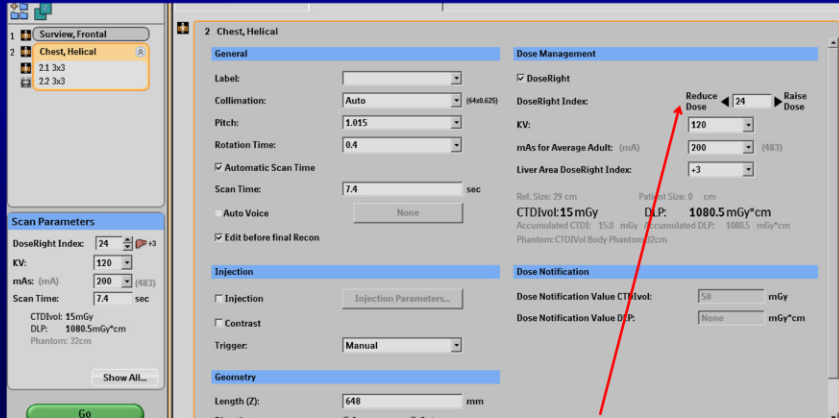 1 Surview, Frontal
2 Chest, Helical
2.1 3x3
2.2 3x3
Scan Parameters
DoseRight Index: 24 +3
KV: 120
mAs: (mA) 200 (483)
Scan Time: 7.4 sec
CTDIvol: 15mGy
DLP: 1080.5mGy*cm
Phantom: 32cm
Show All...
Go
2 Chest, Helical
General
Label:
Collimation: Auto (64x0.625)
Pitch: 1.015
Rotation Time: 0.4
Automatic Scan Time
Scan Time: 7.4 sec
Auto Voice None
Edit before final Recon
Injection
Injection Injection Parameters...
Contrast
Trigger: Manual
Geometry
Length (Z): 648 mm
Dose Management
DoseRight
DoseRight Index: Reduce Dose 24 Raise Dose
KV: 120
mAs for Average Adult: (mA) 200 (483)
Liver Area DoseRight Index: +3
Ref. Size: 29 cm Patient Size: 0 cm
CTDIvol: 15 mGy DLP: 1080.5 mGy*cm
Accumulated CTDI: 15.0 mGy Accumulated DLP: 1080.5 mGy*cm
Phantom: CTDIVol Body Phantom 32cm
Dose Notification
Dose Notification Value CTDIvol: 50 mGy
Dose Notification Value DLP: None mGy*cm